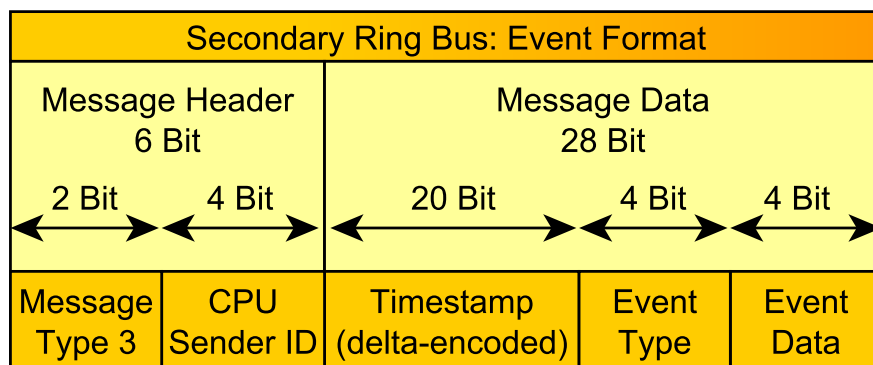 Secondary Ring Bus: Event Format
Message Header
6 Bit
Message Data
28 Bit
2 Bit
4 Bit
20 Bit
4 Bit
4 Bit
Message
Type 3
CPU
Sender ID
Timestamp
(delta-encoded)
Event
Type
Event
Data